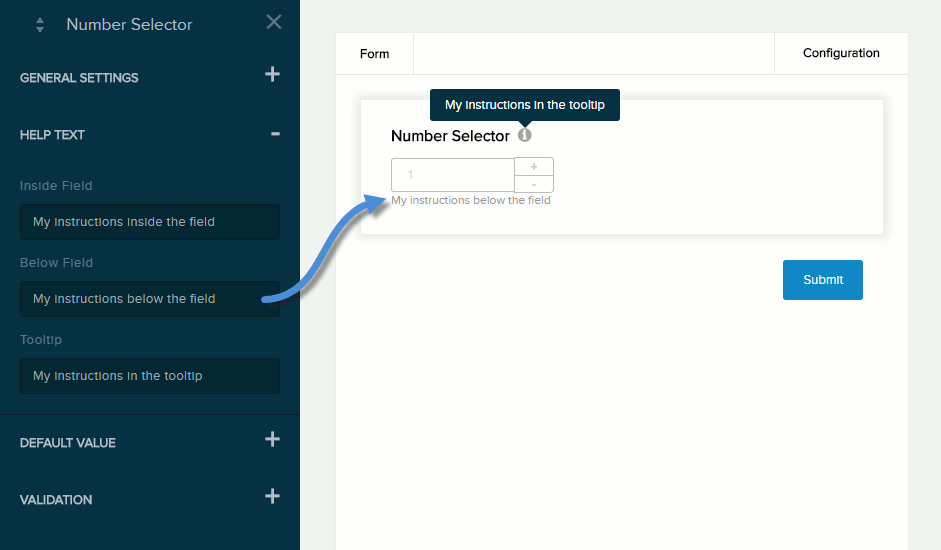 Number Selector
GENERAL SETTINGS
HELP TEXT
Inside Field
My instructions inside the field
Below Field
My instructions below the field
Tooltip
My instructions in the tooltip
DEFAULT VALUE
VALIDATION
Form
Configuration
My instructions in the tooltip
Number Selector
1
+
-
My instructions below the field
Submit